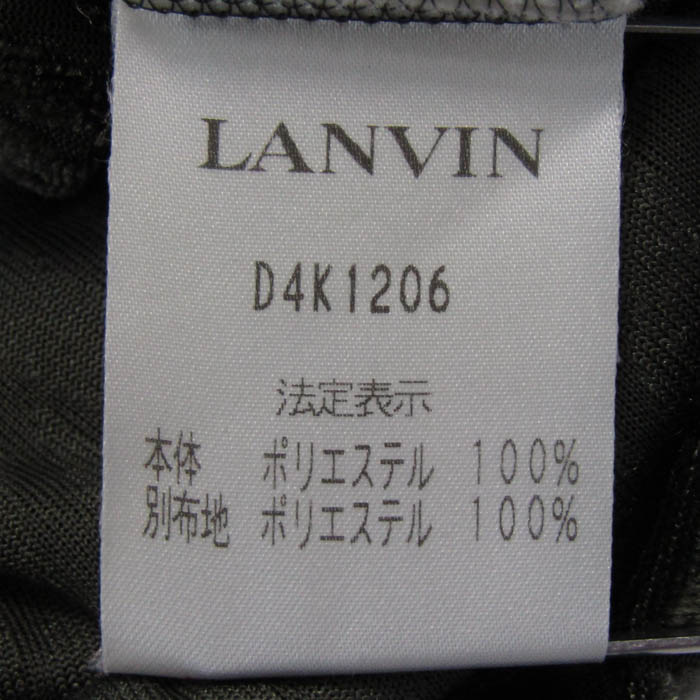 LANVIN
D4K1206
法定表示
本体 ポリエステル 100%
別布地 ポリエステル 100%